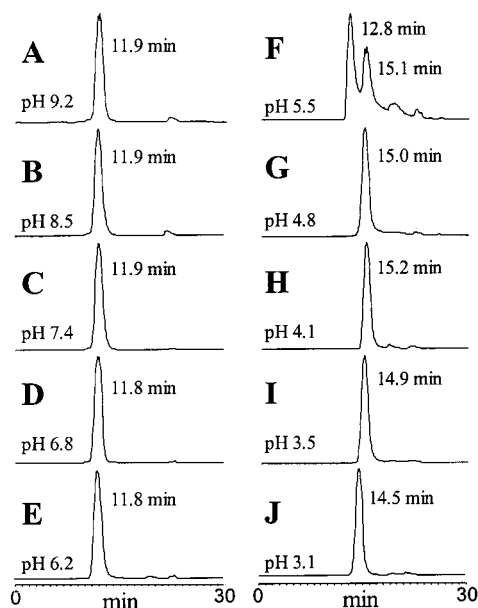 A
11.9 min
pH 9.2
B
11.9 min
pH 8.5
C
11.9 min
pH 7.4
D
11.8 min
pH 6.8
E
11.8 min
pH 6.2
0 min 30
F
12.8 min
15.1 min
pH 5.5
G
15.0 min
pH 4.8
H
15.2 min
pH 4.1
I
14.9 min
pH 3.5
J
14.5 min
pH 3.1
0 min 30